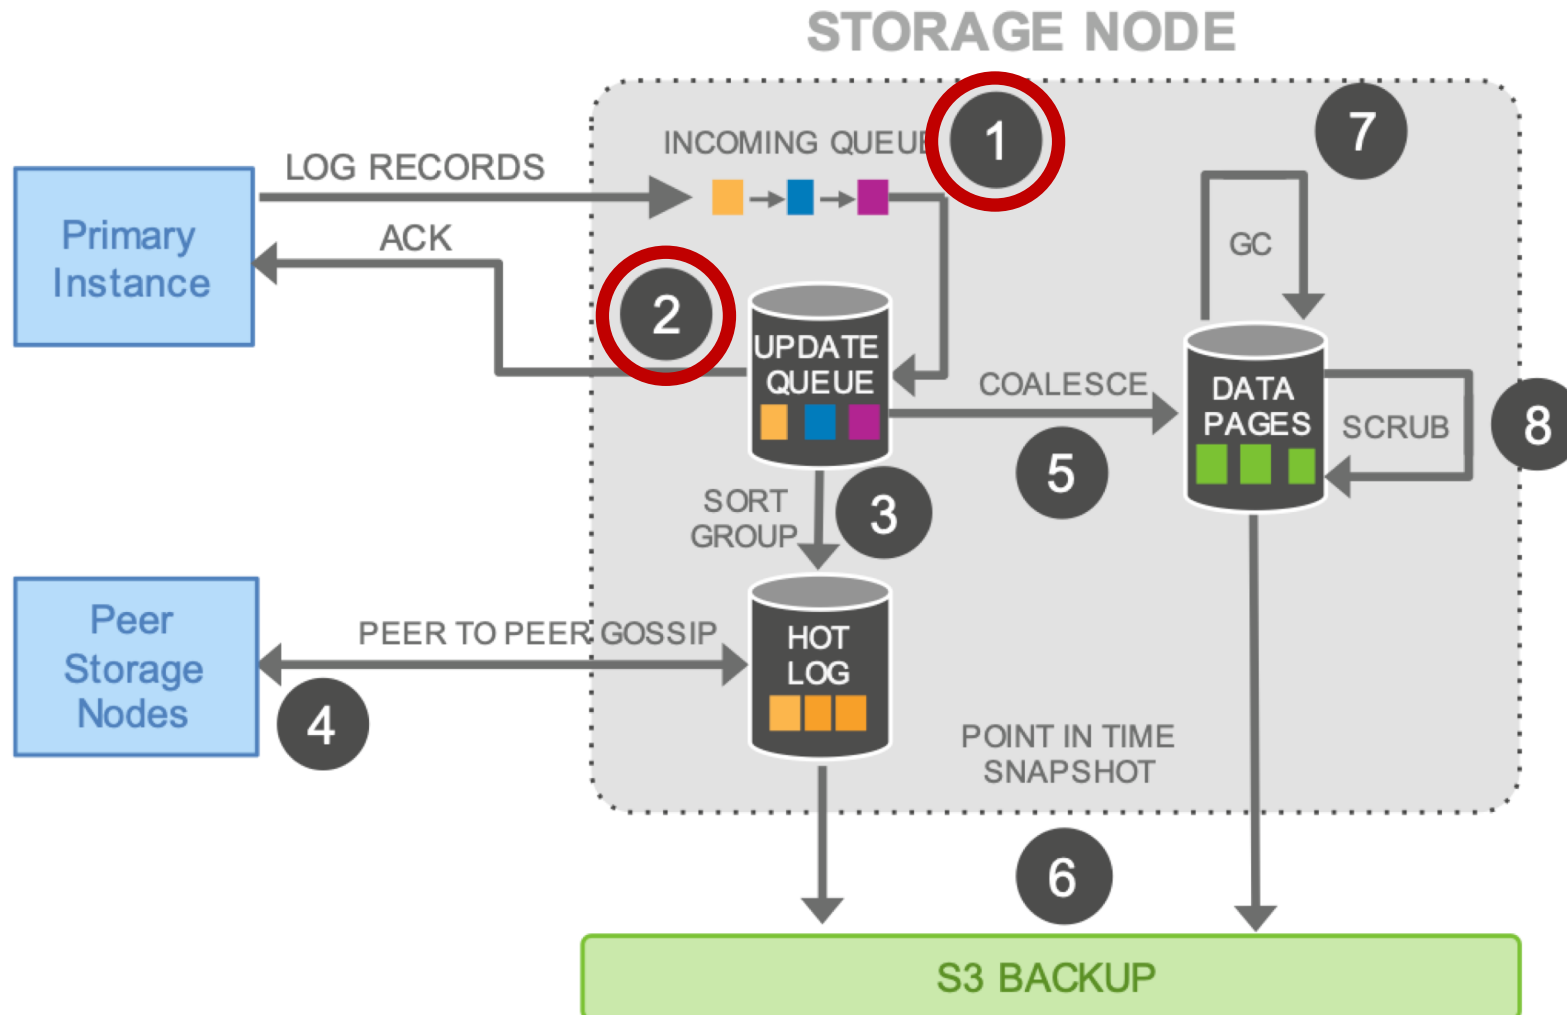 STORAGE NODE
INCOMING QUEUE
1
7
LOG RECORDS
Primary
Instance
ACK
GC
2
UPDATE
QUEUE
COALESCE
DATA
PAGES
SCRUB
8
5
SORT
GROUP
3
Peer
Storage
Nodes
PEER TO PEER GOSSIP
HOT
LOG
4
POINT IN TIME
SNAPSHOT
6
S3 BACKUP